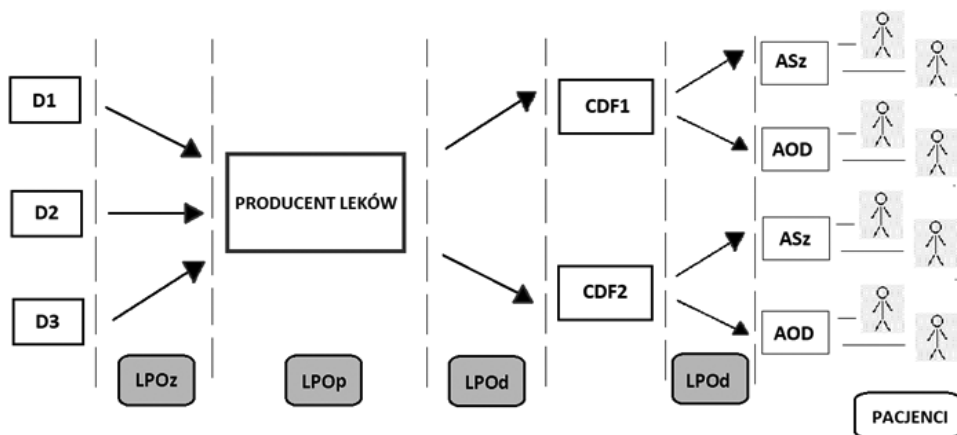 D1
D2
D3
PRODUCENT LEKÓW
CDF1
CDF2
ASz
AOD
ASz
AOD
LPOz
LPOp
LPOd
LPOd
PACJENCI